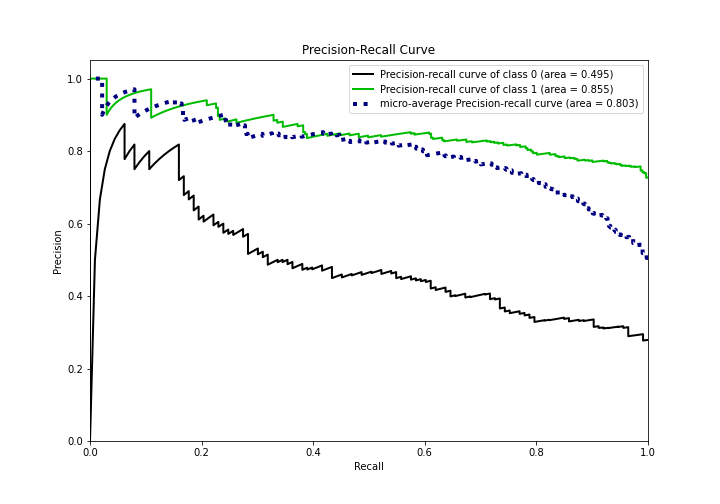 Precision-Recall Curve
Precision-recall curve of class 0 (area = 0.495)
Precision-recall curve of class 1 (area = 0.855)
micro-average Precision-recall curve (area = 0.803)
1.0
0.8
0.6
0.4
0.2
0.0
Precision
0.0 0.2 0.4 0.6 0.8 1.0
Recall